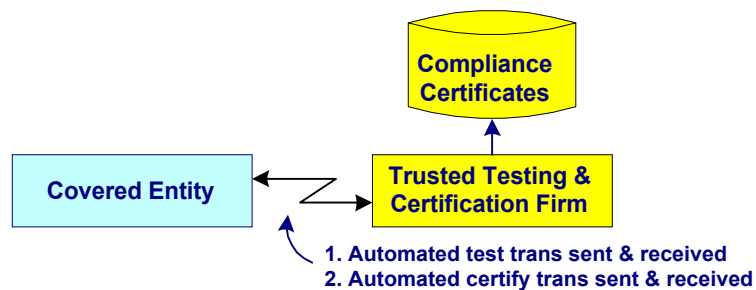 Compliance
Certificates
Covered Entity
Trusted Testing &
Certification Firm
1. Automated test trans sent & received
2. Automated certify trans sent & received